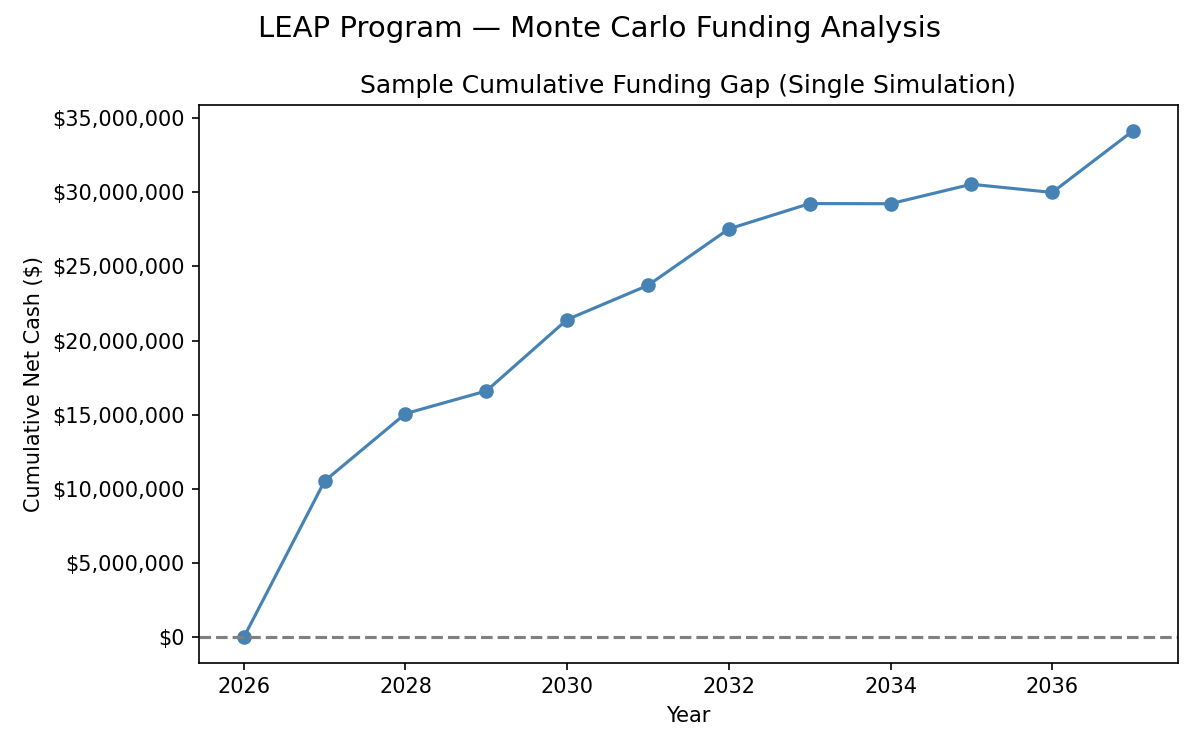 LEAP Program — Monte Carlo Funding Analysis
Sample Cumulative Funding Gap (Single Simulation)
Cumulative Net Cash ($)
$35,000,000
$30,000,000
$25,000,000
$20,000,000
$15,000,000
$10,000,000
$5,000,000
$0
2026 2028 2030 2032 2034 2036
Year